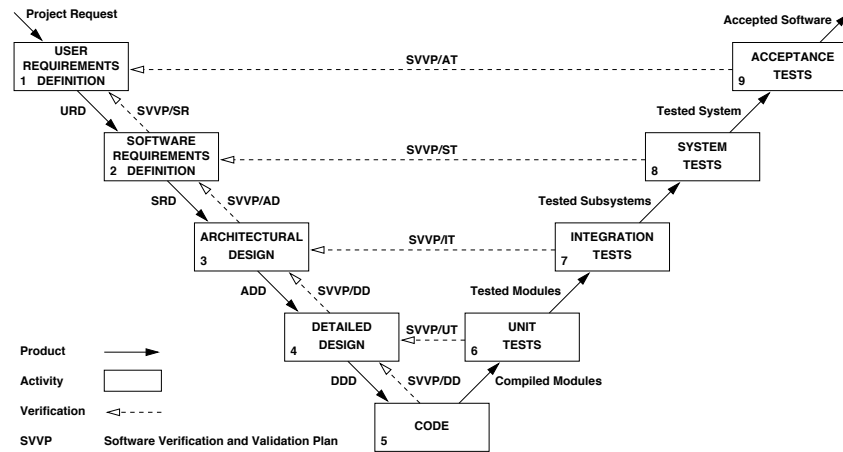 Project Request
Accepted Software
USER
REQUIREMENTS
1 DEFINITION
SVVP/AT
ACCEPTANCE
TESTS
9
URD
SVVP/SR
Tested System
SOFTWARE
REQUIREMENTS
2 DEFINITION
SVVP/ST
SYSTEM
TESTS
8
SRD
SVVP/AD
Tested Subsystems
ARCHITECTURAL
DESIGN
3
SVVP/IT
INTEGRATION
TESTS
7
ADD
SVVP/DD
Tested Modules
DETAILED
DESIGN
4
SVVP/UT
UNIT
TESTS
6
DDD
SVVP/DD
Compiled Modules
CODE
5
Product
Activity
Verification
SVVP Software Verification and Validation Plan